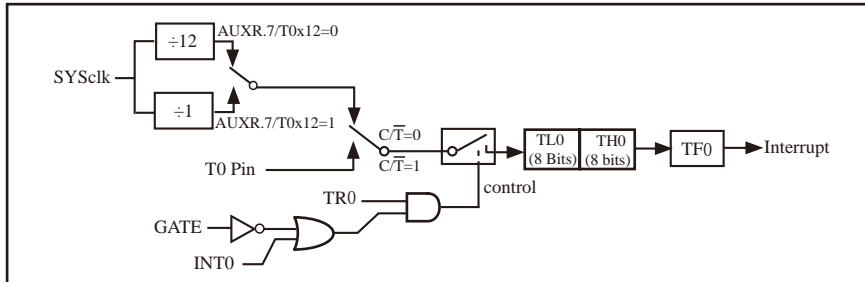 AUXR.7/T0x12=0
÷12
SYSclk
÷1
AUXR.7/T0x12=1
C/T̅=0
C/T̅=1
T0 Pin
TL0
(8 Bits)
TH0
(8 bits)
TF0
Interrupt
control
TR0
GATE
INT0